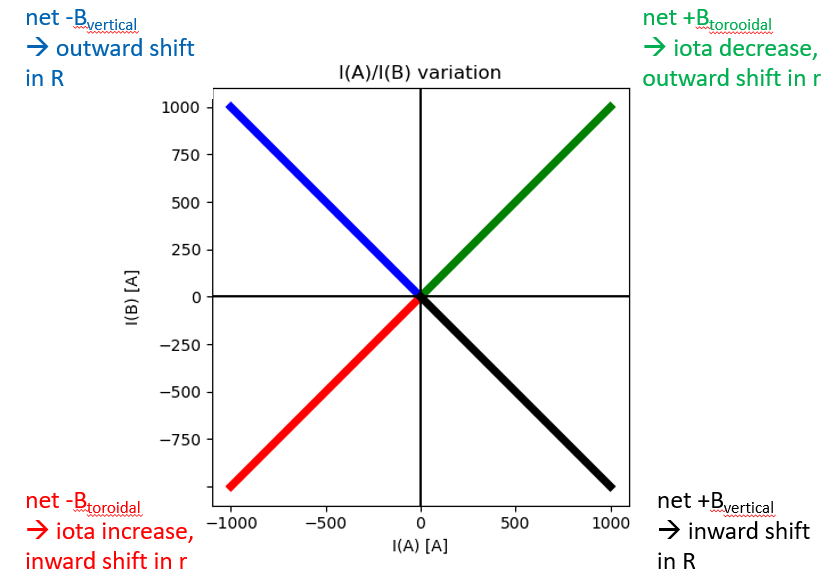 net -Bvertical
→ outward shift
in R
net +Btorooidal
→ iota decrease,
outward shift in r
I(A)/I(B) variation
1000
750
500
250
0
−250
−500
−750
I(B) [A]
−1000
−500
0
500
1000
I(A) [A]
net -Btoroidal
→ iota increase,
inward shift in r
net +Bvertical
→ inward shift
in R